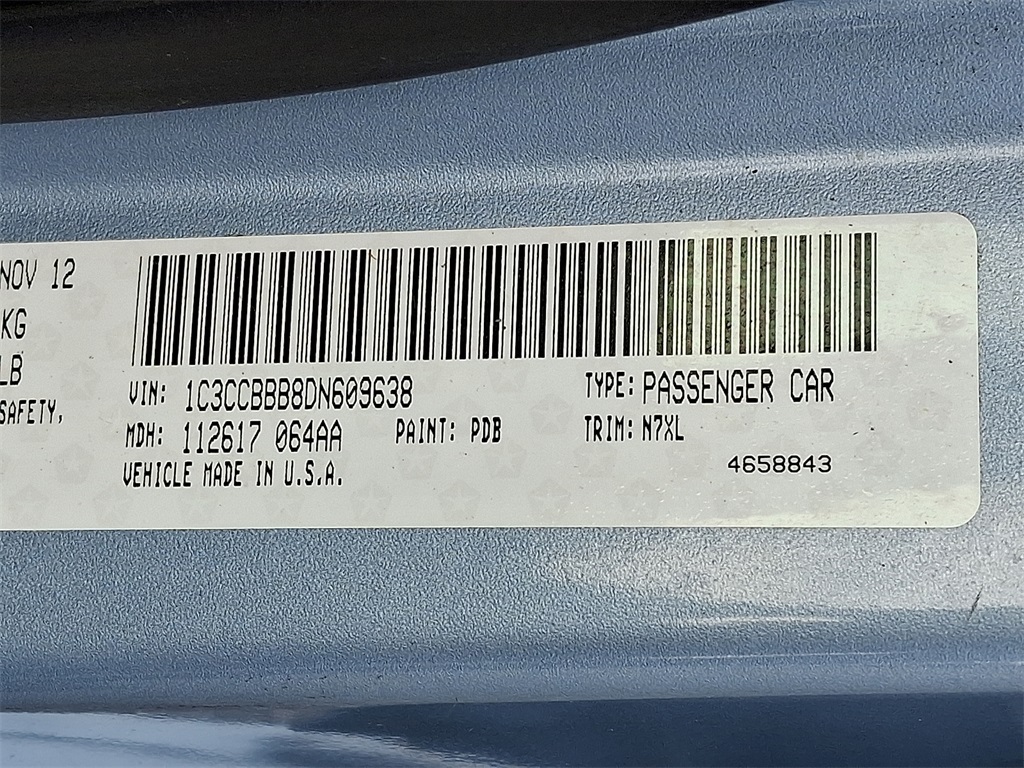 NOV 12
KG
LB
SAFETY,
VIN: 1C3CCBBB8DN609638
TYPE: PASSENGER CAR
MDH: 112617 064AA
PAINT: PDB
TRIM: N7XL
VEHICLE MADE IN U.S.A.
4658843